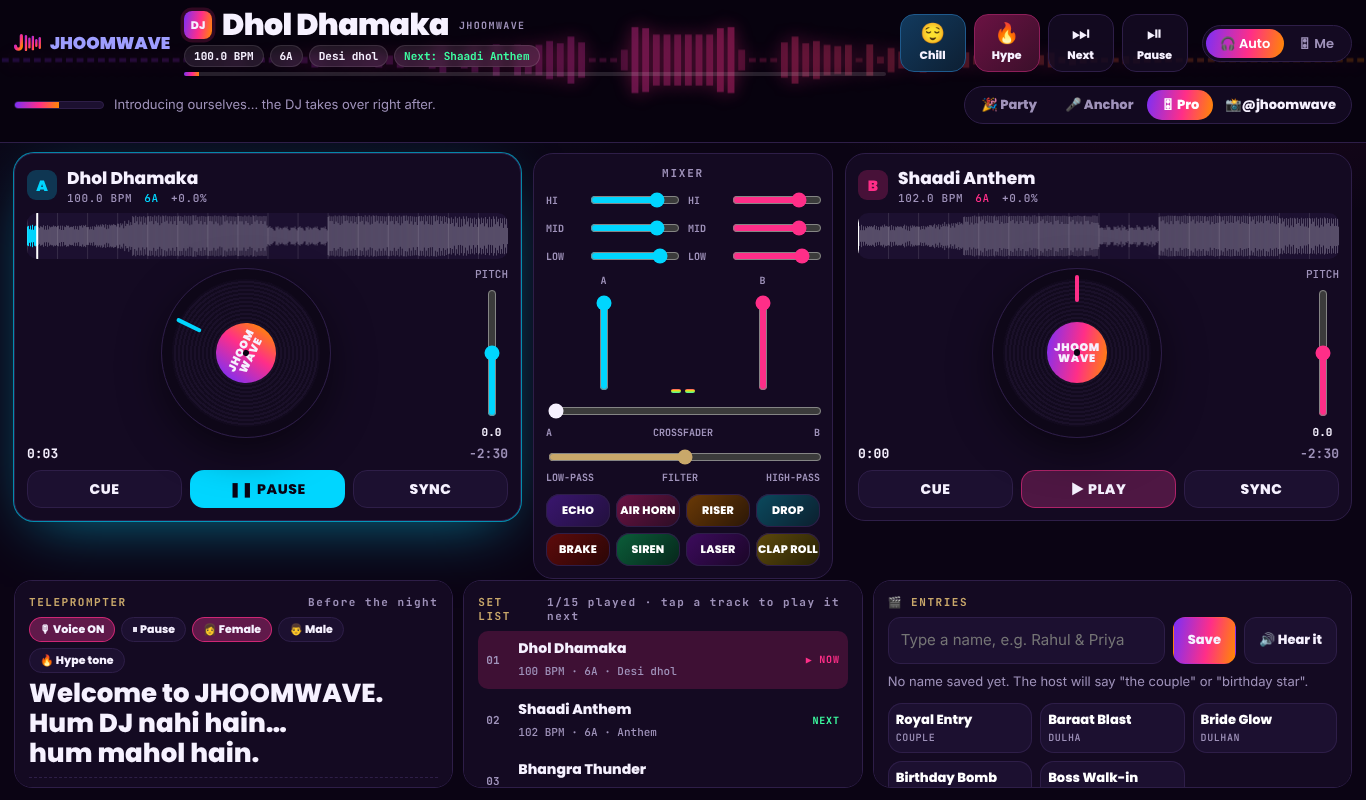 JHOOMWAVE
DJ
Dhol Dhamaka
JHOOMWAVE
100.0 BPM
6A
Desi dhol
Next: Shaadi Anthem
😌
Chill
🔥
Hype
Next
Pause
🎧 Auto
🎛 Me
Introducing ourselves... the DJ takes over right after.
🎉 Party
🎤 Anchor
🎛 Pro
📸 @jhoomwave
A
Dhol Dhamaka
100.0 BPM 6A +0.0%
PITCH
JHOOM
WAVE
0.0
0:03
-2:30
CUE
❚❚ PAUSE
SYNC
MIXER
HI
HI
MID
MID
LOW
LOW
A
B
A
CROSSFADER
B
LOW-PASS
FILTER
HIGH-PASS
ECHO
AIR HORN
RISER
DROP
BRAKE
SIREN
LASER
CLAP ROLL
B
Shaadi Anthem
102.0 BPM 6A +0.0%
PITCH
JHOOM
WAVE
0.0
0:00
-2:30
CUE
▶ PLAY
SYNC
TELEPROMPTER
Before the night
🎙 Voice ON
⏸ Pause
👩 Female
👨 Male
🔥 Hype tone
Welcome to JHOOMWAVE.
Hum DJ nahi hain...
hum mahol hain.
SET LIST
1/15 played · tap a track to play it next
01
Dhol Dhamaka
100 BPM · 6A · Desi dhol
▶ NOW
02
Shaadi Anthem
102 BPM · 6A · Anthem
NEXT
03
Bhangra Thunder
🎬 ENTRIES
Type a name, e.g. Rahul & Priya
Save
🔊 Hear it
No name saved yet. The host will say "the couple" or "birthday star".
Royal Entry
COUPLE
Baraat Blast
DULHA
Bride Glow
DULHAN
Birthday Bomb
Boss Walk-in